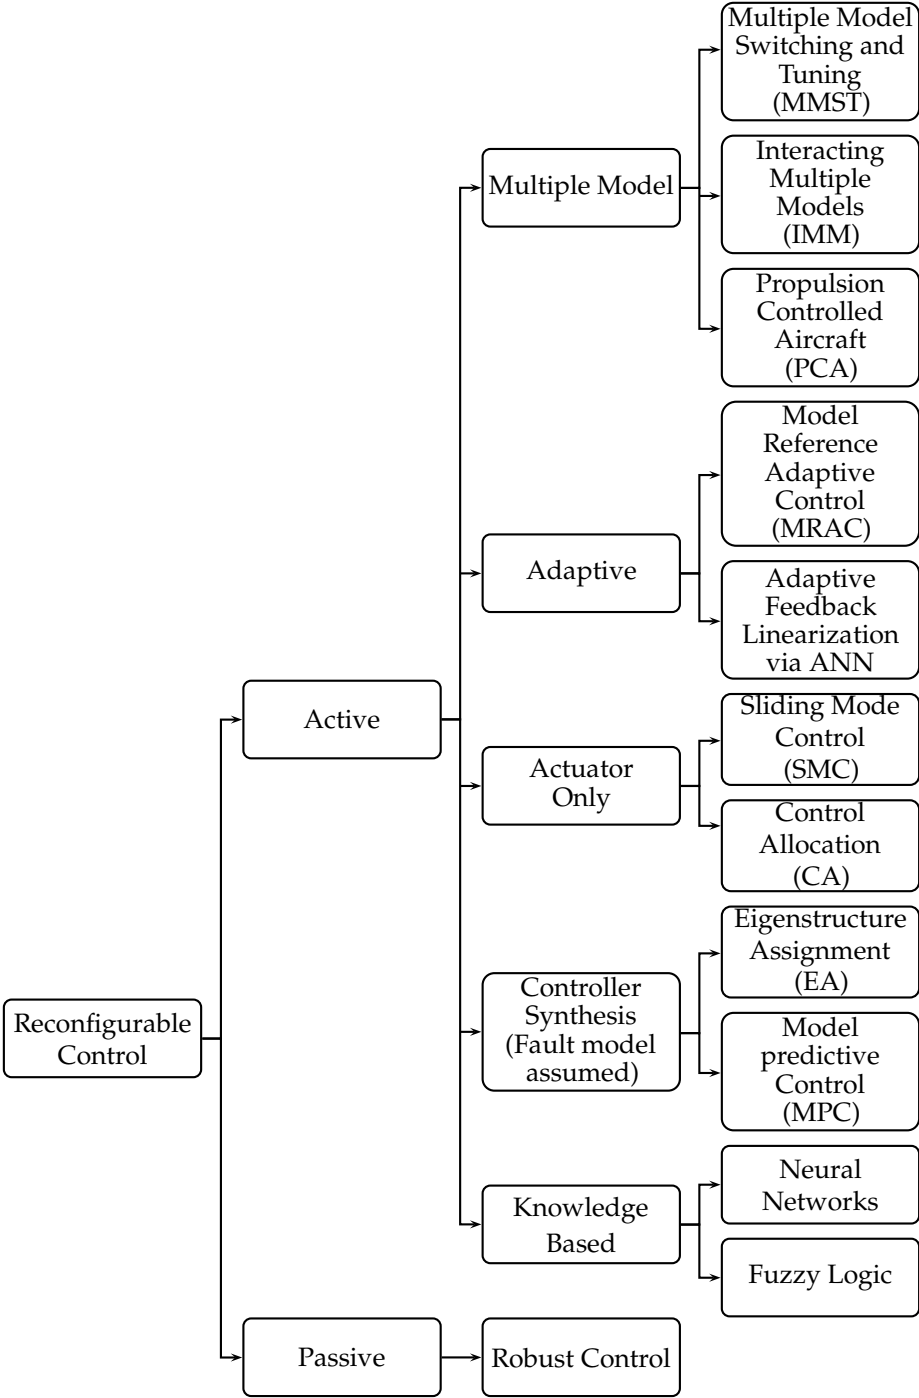 Multiple Model
Switching and
Tuning
(MMST)
Multiple Model
Interacting
Multiple
Models
(IMM)
Propulsion
Controlled
Aircraft
(PCA)
Model
Reference
Adaptive
Control
(MRAC)
Adaptive
Adaptive
Feedback
Linearization
via ANN
Active
Sliding Mode
Control
(SMC)
Actuator
Only
Control
Allocation
(CA)
Eigenstructure
Assignment
(EA)
Reconfigurable
Control
Controller
Synthesis
(Fault model
assumed)
Model
predictive
Control
(MPC)
Neural
Networks
Knowledge
Based
Fuzzy Logic
Passive
Robust Control